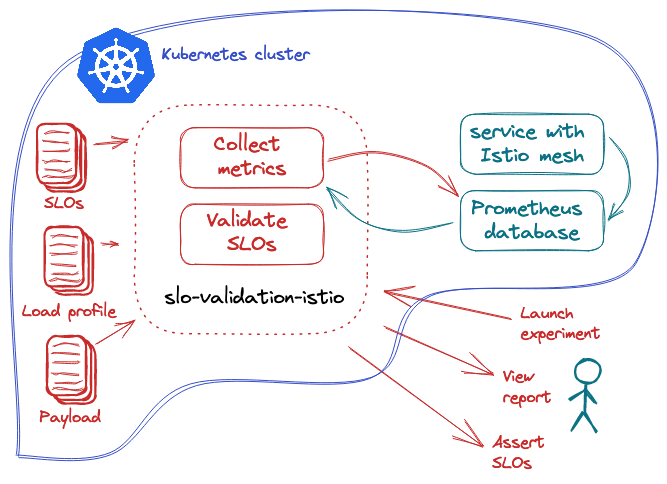 Kubernetes cluster
Collect
metrics
service with
Istio mesh
SLOs
Validate
SLOs
Prometheus
database
slo-validation-istio
Load profile
Launch
experiment
View
report
Payload
Assert
SLOs